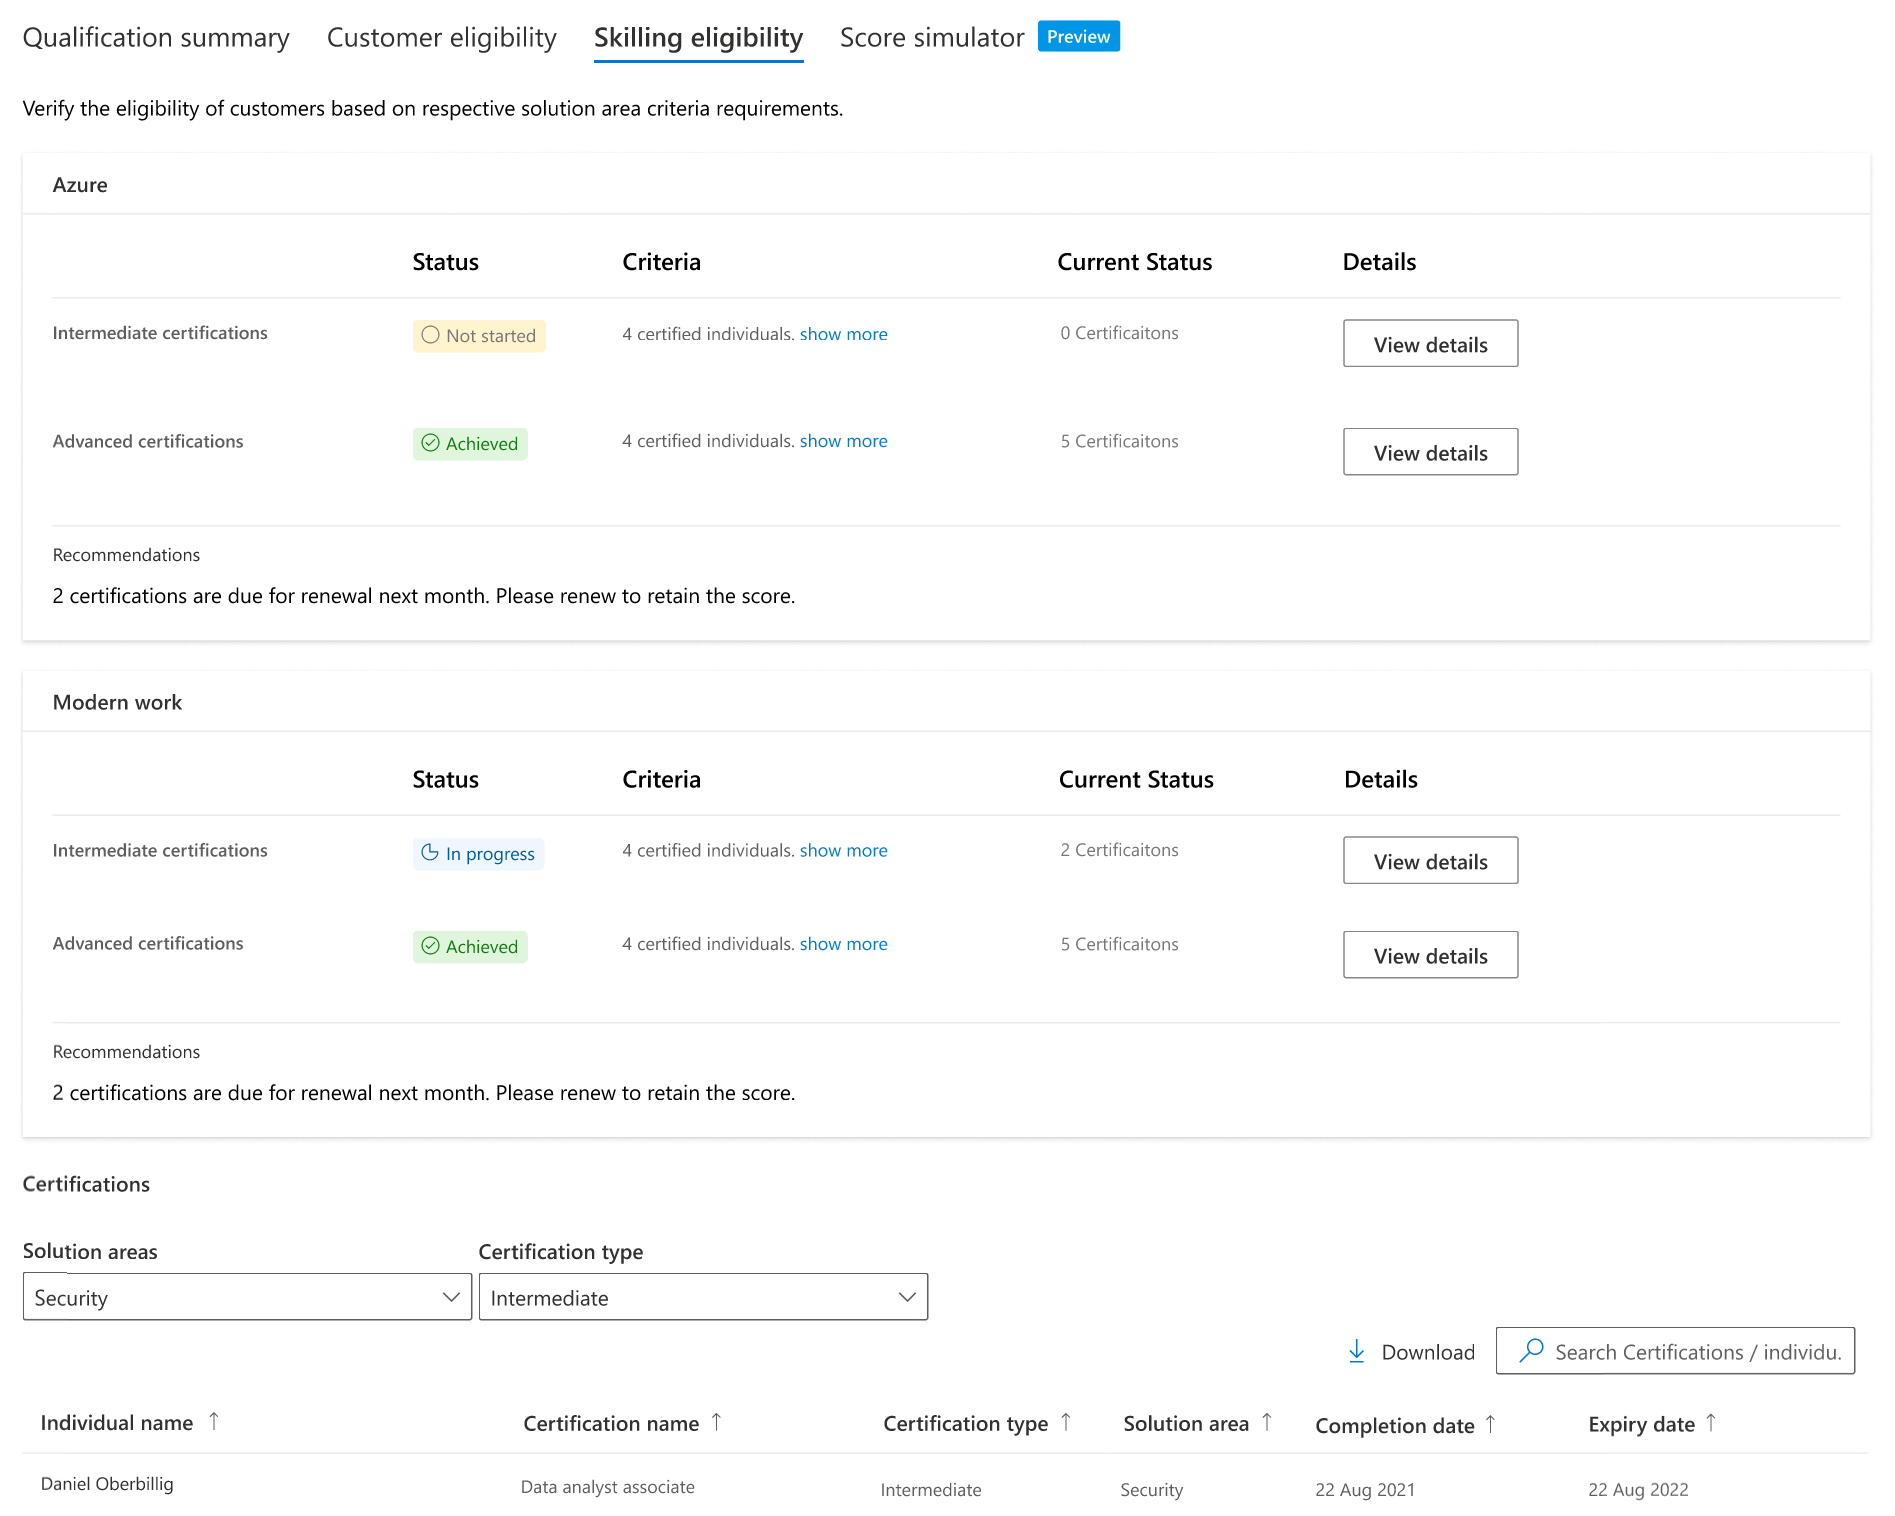 Qualification summary Customer eligibility Skilling eligibility Score simulator Preview
Verify the eligibility of customers based on respective solution area criteria requirements.
Azure
Status Criteria Current Status Details
Intermediate certifications Not started 4 certified individuals. show more 0 Certificaitons View details
Advanced certifications Achieved 4 certified individuals. show more 5 Certificaitons View details
Recommendations
2 certifications are due for renewal next month. Please renew to retain the score.
Modern work
Status Criteria Current Status Details
Intermediate certifications In progress 4 certified individuals. show more 2 Certificaitons View details
Advanced certifications Achieved 4 certified individuals. show more 5 Certificaitons View details
Recommendations
2 certifications are due for renewal next month. Please renew to retain the score.
Certifications
Solution areas Certification type
Security Intermediate
Download Search Certifications / individu.
Individual name ↑ Certification name ↑ Certification type ↑ Solution area ↑ Completion date ↑ Expiry date ↑
Daniel Oberbillig Data analyst associate Intermediate Security 22 Aug 2021 22 Aug 2022